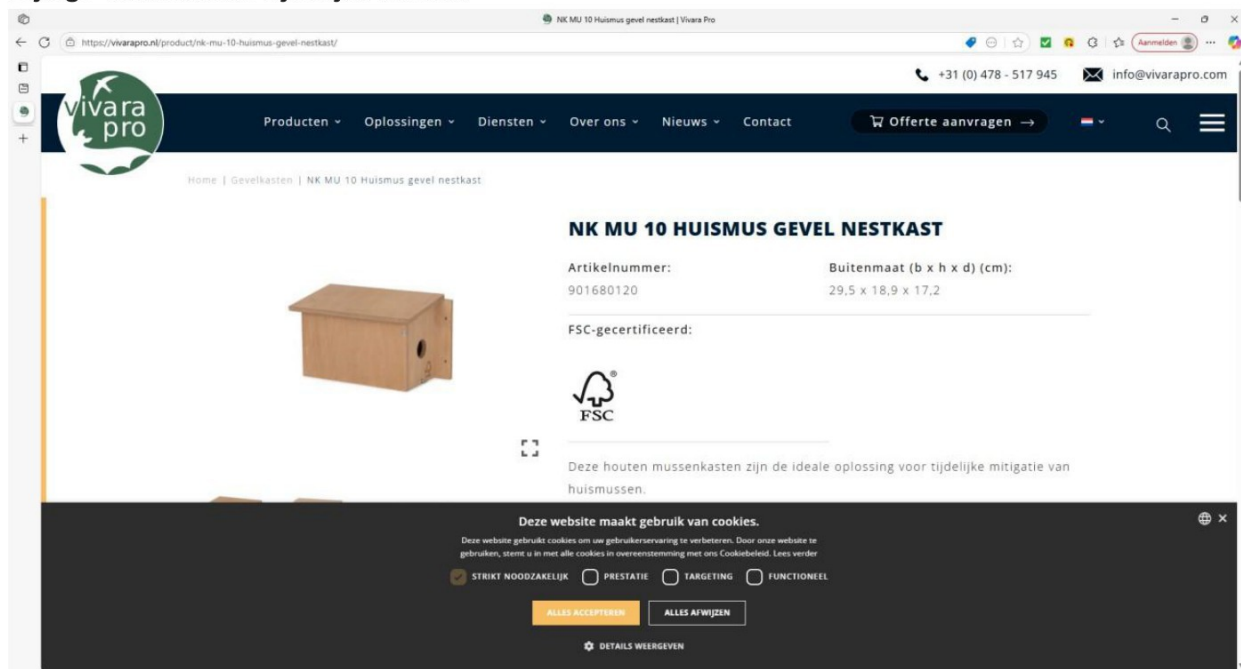 NK MU 10 Huismus gevel nestkast | Vivara Pro
https://vivarapro.nl/product/nk-mu-10-huismus-gevel-nestkast/
Aanmelden
+31 (0) 478 - 517 945
info@vivarapro.com
vivara
pro
Producten
Oplossingen
Diensten
Over ons
Nieuws
Contact
Offerte aanvragen →
Home | Gevelkasten | NK MU 10 Huismus gevel nestkast
NK MU 10 HUISMUS GEVEL NESTKAST
Artikelnummer:
901680120
Buitenmaat (b x h x d) (cm):
29,5 x 18,9 x 17,2
FSC-gecertificeerd:
FSC®
Deze houten mussenkasten zijn de ideale oplossing voor tijdelijke mitigatie van
huismussen.
Deze website maakt gebruik van cookies.
Deze website gebruikt cookies om uw gebruikerservaring te verbeteren. Door onze website te
gebruiken, stemt u in met alle cookies in overeenstemming met ons Cookiebeleid. Lees verder
STRIKT NOODZAKELIJK
PRESTATIE
TARGETING
FUNCTIONEEL
ALLES ACCEPTEREN
ALLES AFWIJZEN
DETAILS WEERGEVEN